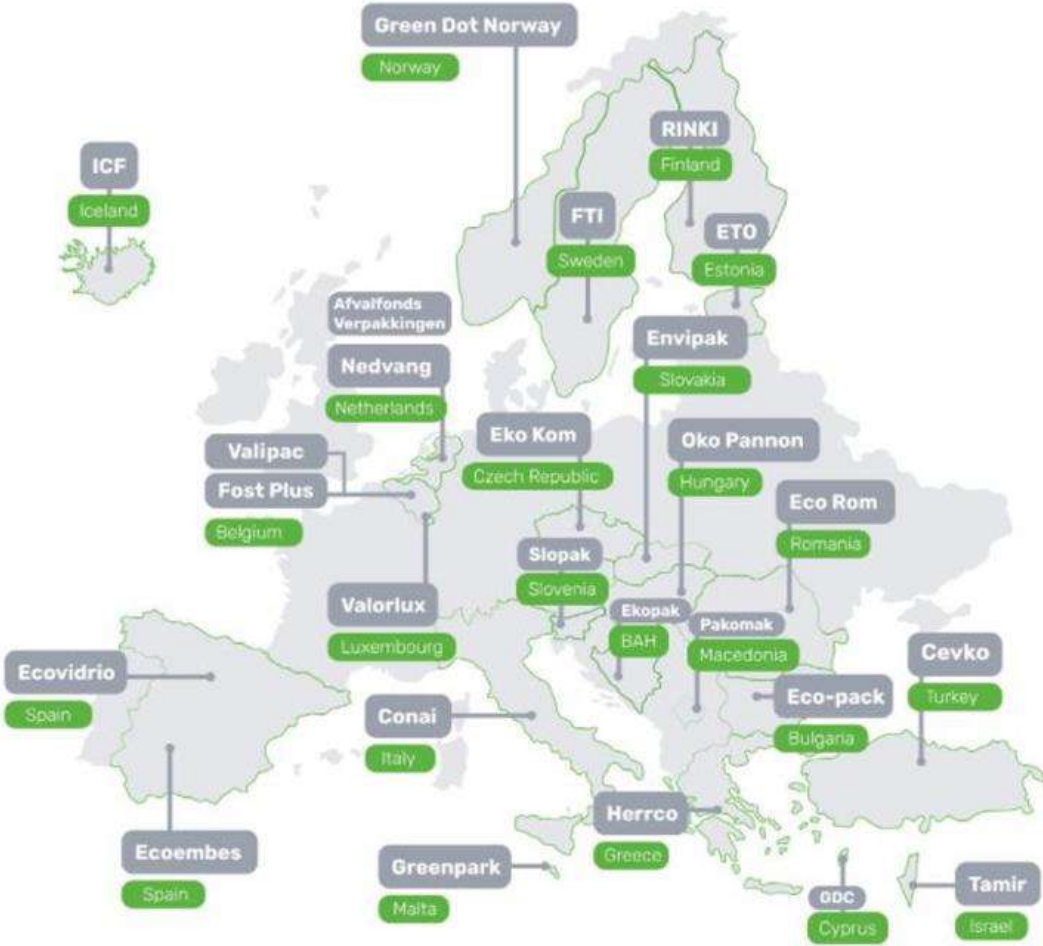 Green Dot Norway
Norway
RINKI
Finland
ICF
Iceland
FTI
Sweden
ETO
Estonia
Afvalfonds
Verpakkingen
Nedvang
Netherlands
Envipak
Slovakia
Valipac
Fost Plus
Belgium
Eko Kom
Czech Republic
Oko Pannon
Hungary
Eco Rom
Romania
Slopak
Slovenia
Valorlux
Luxembourg
Ekopak
BAH
Pakomak
Macedonia
Cevko
Turkey
Ecovidrio
Spain
Conai
Italy
Eco-pack
Bulgaria
Herrco
Greece
Ecoembes
Spain
Greenpark
Malta
GDC
Cyprus
Tamir
Israel